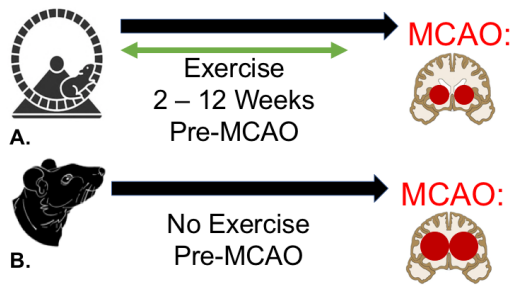 MCAO:
Exercise
2 – 12 Weeks
Pre-MCAO
A.
MCAO:
No Exercise
Pre-MCAO
B.